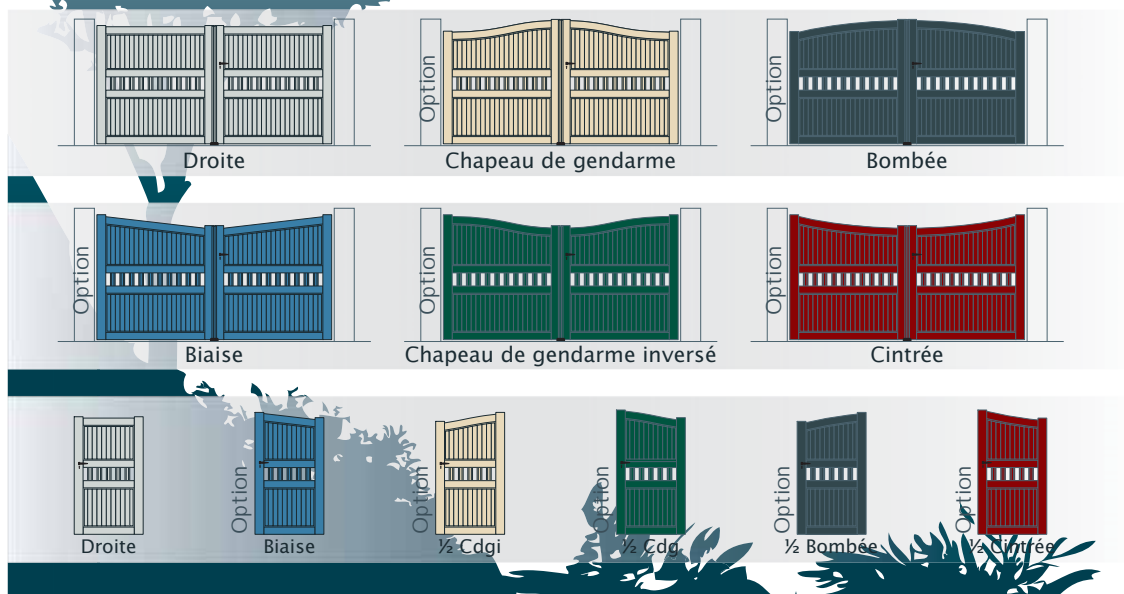 Option
Option
Droite
Chapeau de gendarme
Bombée
Option
Option
Option
Biaise
Chapeau de gendarme inversé
Cintrée
Option
Option
Option
Option
Option
Droite
Biaise
½ Cdgi
½ Cdg
½ Bombée
½ Cintrée